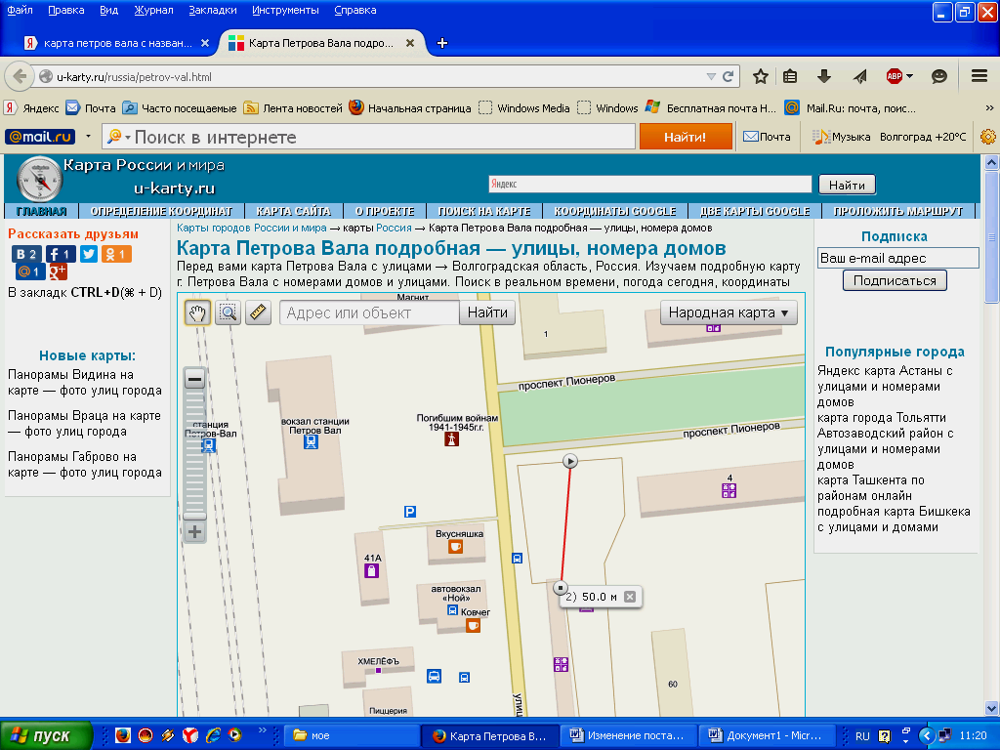 Файл Правка Вид Журнал Закладки Инструменты Справка
карта петров вала с назван...
Карта Петрова Вала подро...
u-karty.ru/russia/petrov-val.html
ABP
Яндекс Почта Часто посещаемые Лента новостей Начальная страница Windows Media Windows Бесплатная почта H... Mail.Ru: почта, поис...
@mail.ru Поиск в интернете Найти! Почта Музыка Волгоград +20°C
Карта России и мира
u-karty.ru
Яндекс Найти
ГЛАВНАЯ ОПРЕДЕЛЕНИЕ КООРДИНАТ КАРТА САЙТА О ПРОЕКТЕ ПОИСК НА КАРТЕ КООРДИНАТЫ GOOGLE ДВЕ КАРТЫ GOOGLE ПРОЛОЖИТЬ МАРШРУТ
Рассказать друзьям
В 2
f 1
1
@ 1
g+
В закладк CTRL+D(⌘ + D)
Новые карты:
Панорамы Видина на
карте — фото улиц города
Панорамы Враца на карте
— фото улиц города
Панорамы Габрово на
карте — фото улиц города
Карты городов России и мира → карты Россия → Карта Петрова Вала подробная — улицы, номера домов
Карта Петрова Вала подробная — улицы, номера домов
Перед вами карта Петрова Вала с улицами → Волгоградская область, Россия. Изучаем подробную карту
г. Петрова Вала с номерами домов и улицами. Поиск в реальном времени, погода сегодня, координаты
Адрес или объект Найти
Народная карта
Магнит
1
проспект Пионеров
проспект Пионеров
станция
Петров-Вал
вокзал станции
Петров Вал
Погибшим войнам
1941-1945г.г.
4
P
Вкусняшка
41А
автовокзал
«Ной»
Ковчег
2) 50.0 м
ХМЕЛЁФЪ
Пиццерия
60
улиц
Подписка
Ваш e-mail адрес
Подписаться
Популярные города
Яндекс карта Астаны с
улицами и номерами
домов
карта города Тольятти
Автозаводский район с
улицами и номерами
домов
карта Ташкента по
районам онлайн
подробная карта Бишкека
с улицами и домами
пуск
мое
Карта Петрова В...
Изменение поста...
Документ1 - Micr...
RU
11:20